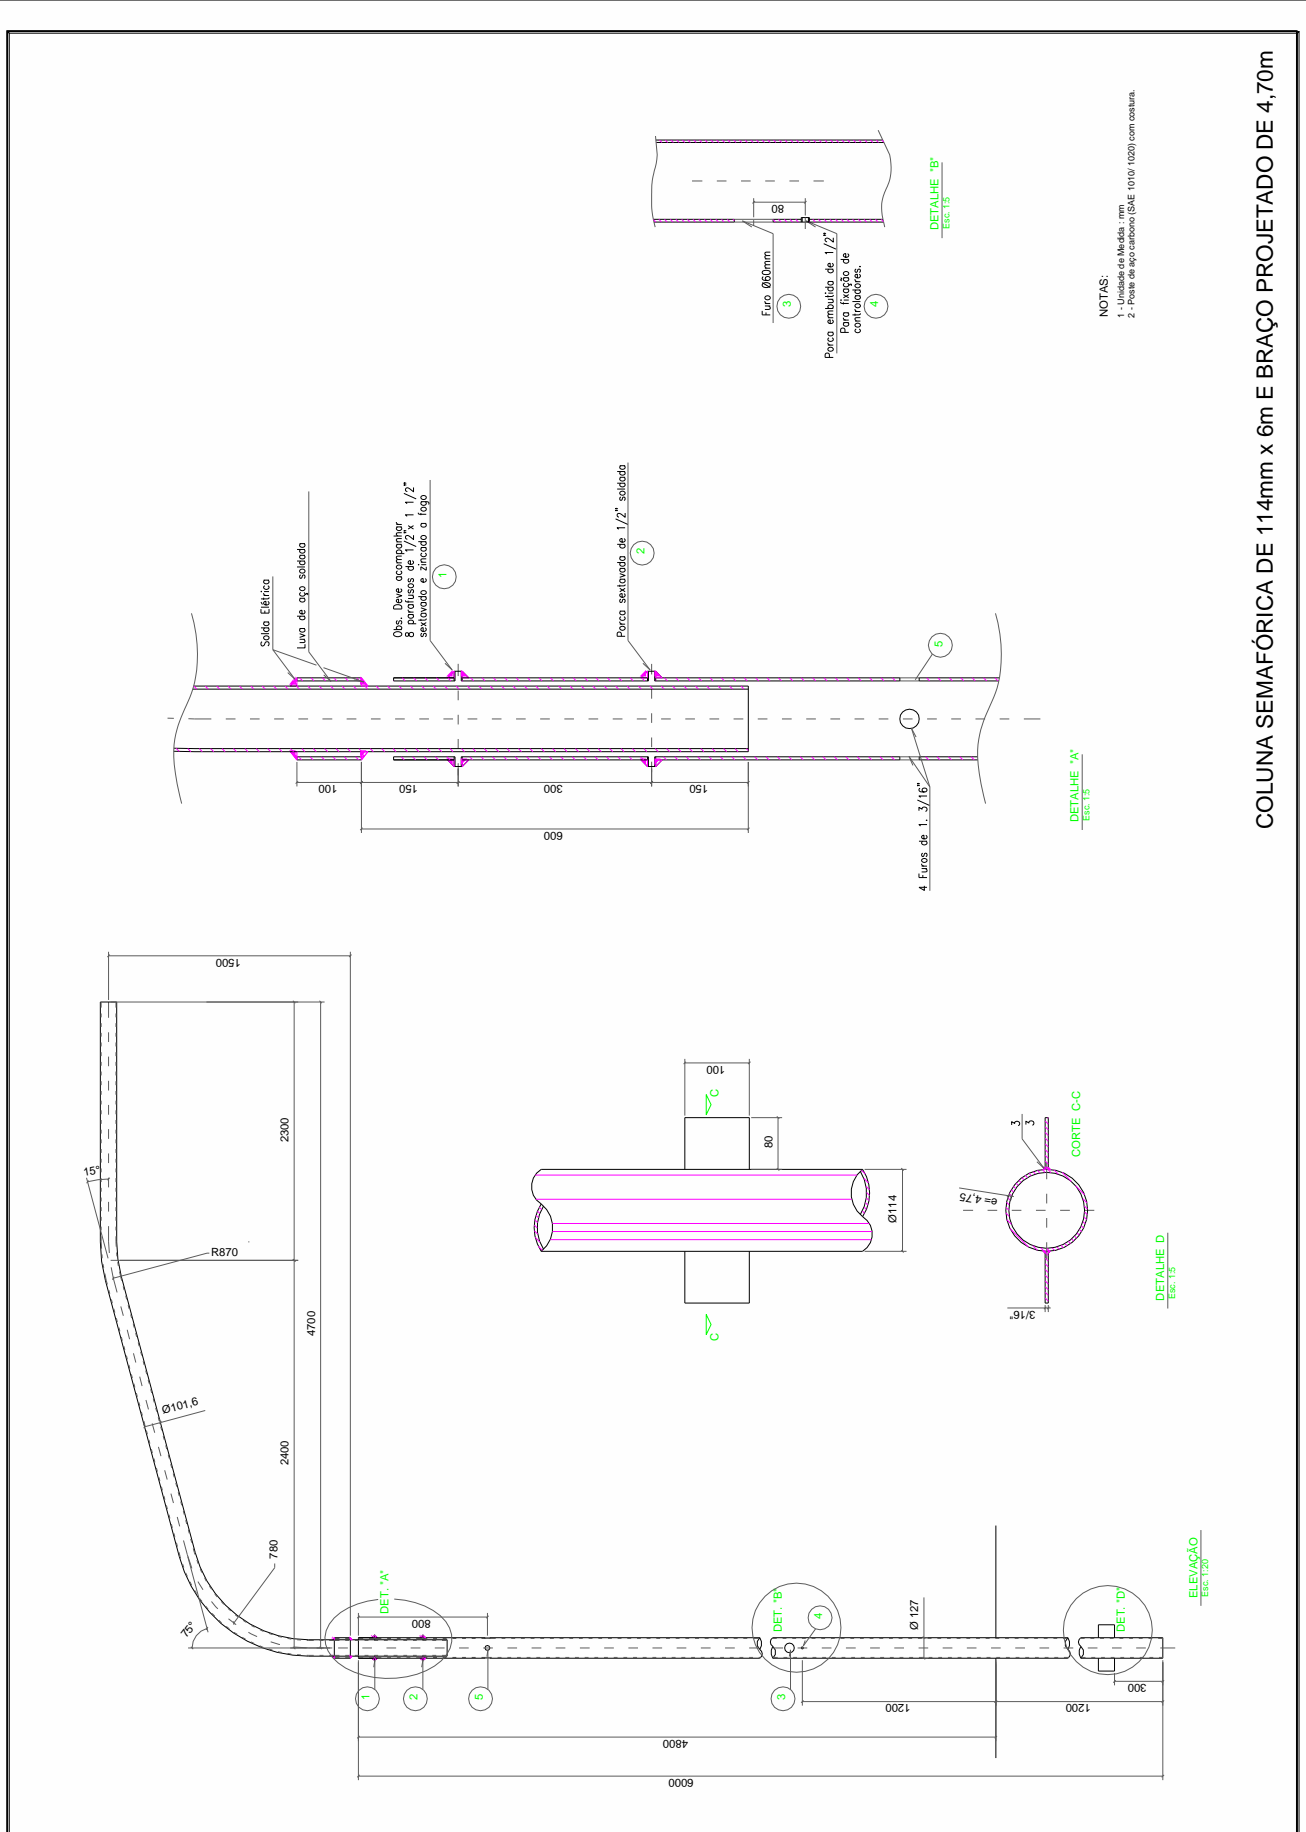 COLUNA SEMAFÓRICA DE 114mm x 6m E BRAÇO PROJETADO DE 4,70m
1500
2300
4700
2400
15°
R870
Ø101,6
780
75°
DET. "A"
800
1
2
5
DET. "B"
4
3
Ø 127
DET. "D"
300
1200
1200
4800
6000
ELEVAÇÃO
Esc. 1:20
Solda Elétrica
Luva de aço soldada
Obs. Deve acompanhar
8 parafusos de 1/2"x 1 1/2"
sextavado e zincado a fogo
1
Porca sextavada de 1/2" soldada
2
5
100
150
300
150
600
4 Furos de 1. 3/16"
DETALHE "A"
Esc. 1:5
80
Furo Ø60mm
3
Porca embutida de 1/2"
Para fixação de
controladores.
4
DETALHE "B"
Esc. 1:5
100
C
80
Ø114
C
3
3
CORTE C-C
e= 4,75
3/16"
DETALHE D
Esc. 1:5
NOTAS:
1 - Unidade de Medida : mm
2 - Poste de aço carbono (SAE 1010/ 1020) com costura.